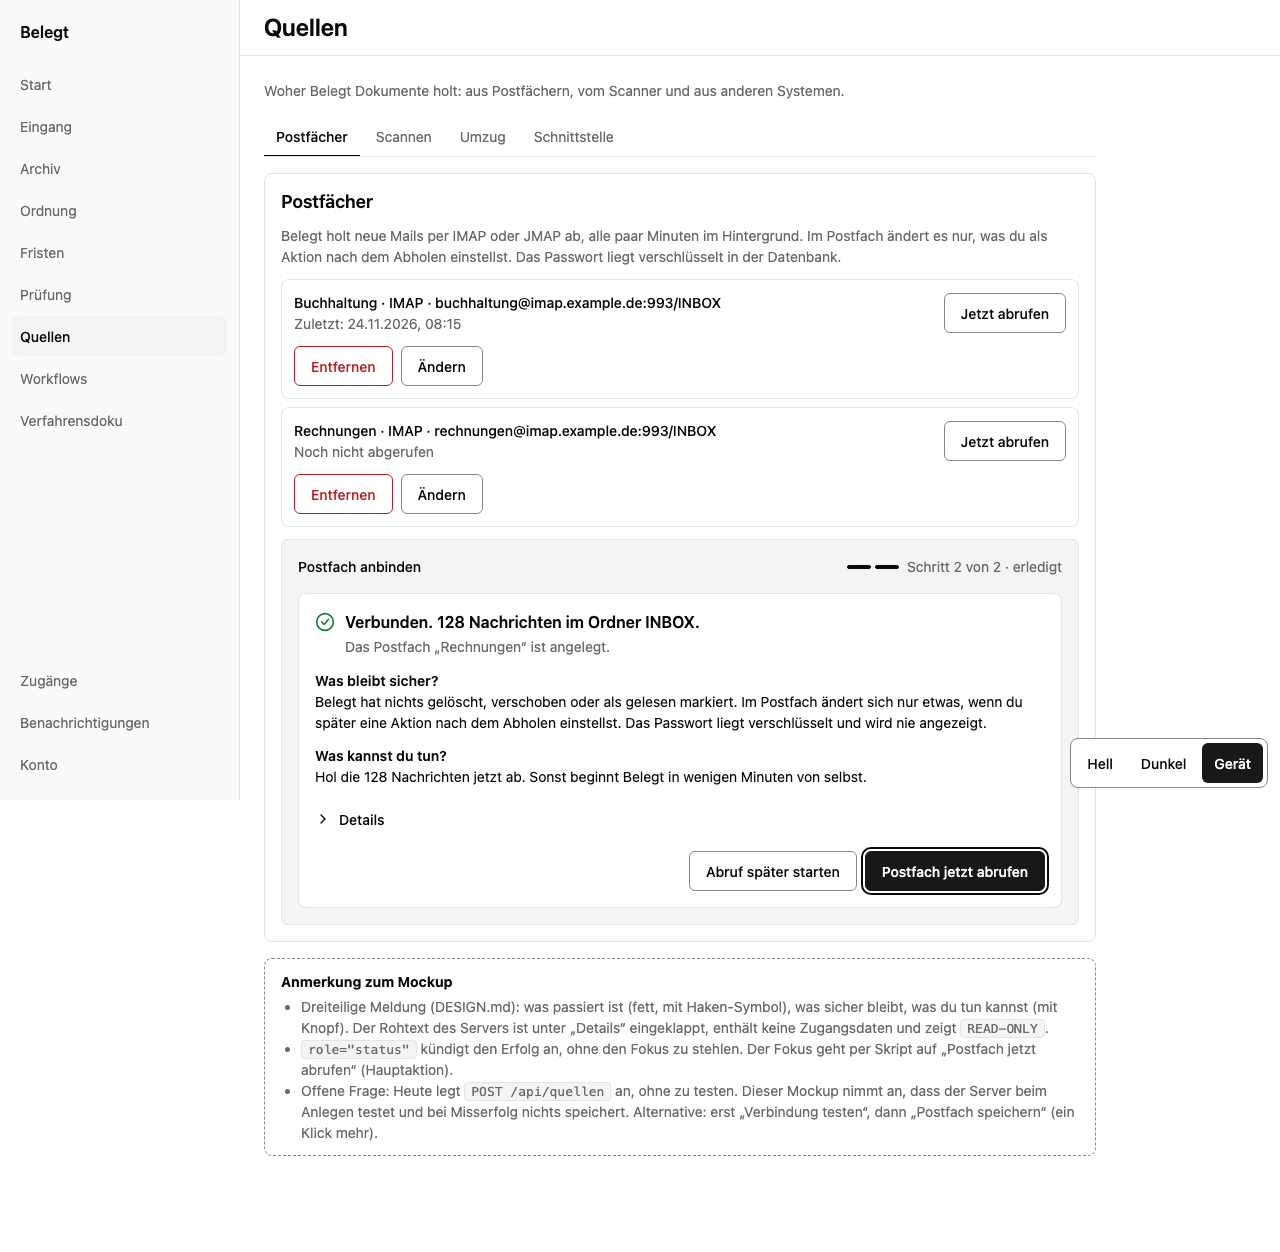 Belegt
Start
Eingang
Archiv
Ordnung
Fristen
Prüfung
Quellen
Workflows
Verfahrensdoku
Zugänge
Benachrichtigungen
Konto
Quellen
Woher Belegt Dokumente holt: aus Postfächern, vom Scanner und aus anderen Systemen.
Postfächer Scannen Umzug Schnittstelle
Postfächer
Belegt holt neue Mails per IMAP oder JMAP ab, alle paar Minuten im Hintergrund. Im Postfach ändert es nur, was du als
Aktion nach dem Abholen einstellst. Das Passwort liegt verschlüsselt in der Datenbank.
Buchhaltung · IMAP · buchhaltung@imap.example.de:993/INBOX
Zuletzt: 24.11.2026, 08:15
Jetzt abrufen
Entfernen Ändern
Rechnungen · IMAP · rechnungen@imap.example.de:993/INBOX
Noch nicht abgerufen
Jetzt abrufen
Entfernen Ändern
Postfach anbinden
Schritt 2 von 2 · erledigt
Verbunden. 128 Nachrichten im Ordner INBOX.
Das Postfach „Rechnungen“ ist angelegt.
Was bleibt sicher?
Belegt hat nichts gelöscht, verschoben oder als gelesen markiert. Im Postfach ändert sich nur etwas, wenn du
später eine Aktion nach dem Abholen einstellst. Das Passwort liegt verschlüsselt und wird nie angezeigt.
Was kannst du tun?
Hol die 128 Nachrichten jetzt ab. Sonst beginnt Belegt in wenigen Minuten von selbst.
Details
Abruf später starten Postfach jetzt abrufen
Hell Dunkel Gerät
Anmerkung zum Mockup
Dreiteilige Meldung (DESIGN.md): was passiert ist (fett, mit Haken-Symbol), was sicher bleibt, was du tun kannst (mit
Knopf). Der Rohtext des Servers ist unter „Details“ eingeklappt, enthält keine Zugangsdaten und zeigt READ-ONLY.
role="status" kündigt den Erfolg an, ohne den Fokus zu stehlen. Der Fokus geht per Skript auf „Postfach jetzt
abrufen“ (Hauptaktion).
Offene Frage: Heute legt POST /api/quellen an, ohne zu testen. Dieser Mockup nimmt an, dass der Server beim
Anlegen testet und bei Misserfolg nichts speichert. Alternative: erst „Verbindung testen“, dann „Postfach speichern“ (ein
Klick mehr).